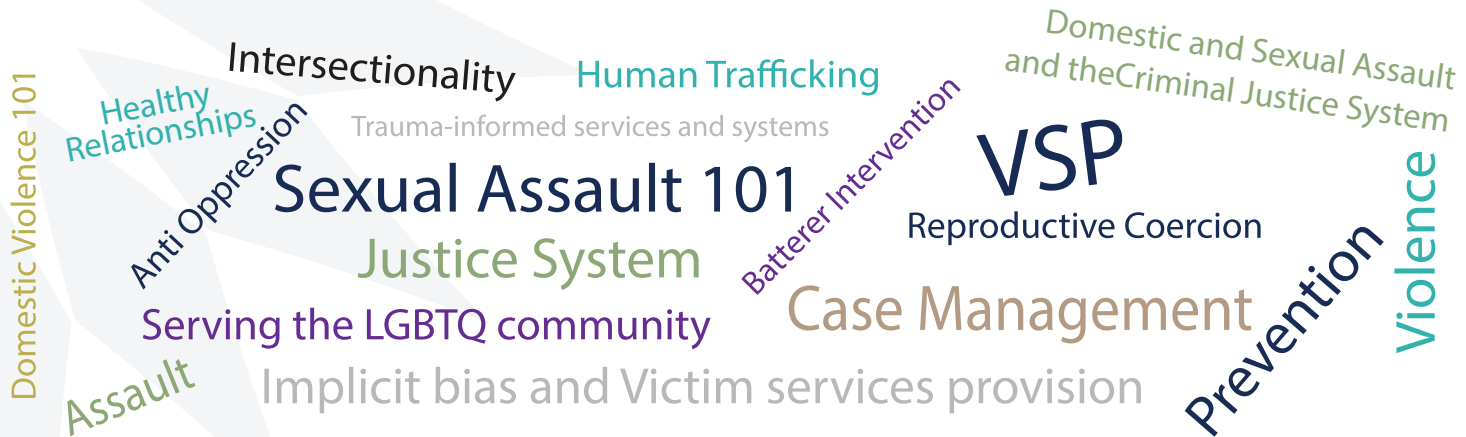 Domestic Violence 101
Healthy
Relationships
Intersectionality
Human Trafficking
Domestic and Sexual Assault
and theCriminal Justice System
Trauma-informed services and systems
Anti Oppression
Sexual Assault 101
Batterer Intervention
VSP
Reproductive Coercion
Justice System
Violence
Serving the LGBTQ community
Case Management
Prevention
Assault
Implicit bias and Victim services provision